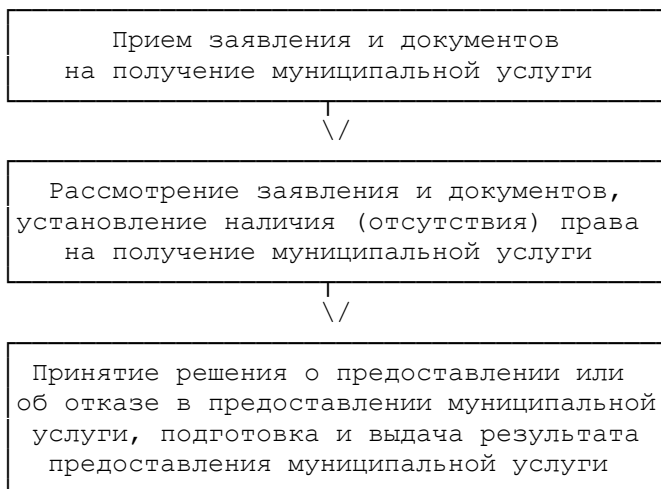 Прием заявления и документов
на получение муниципальной услуги
\/
Рассмотрение заявления и документов,
установление наличия (отсутствия) права
на получение муниципальной услуги
\/
Принятие решения о предоставлении или
об отказе в предоставлении муниципальной
услуги, подготовка и выдача результата
предоставления муниципальной услуги